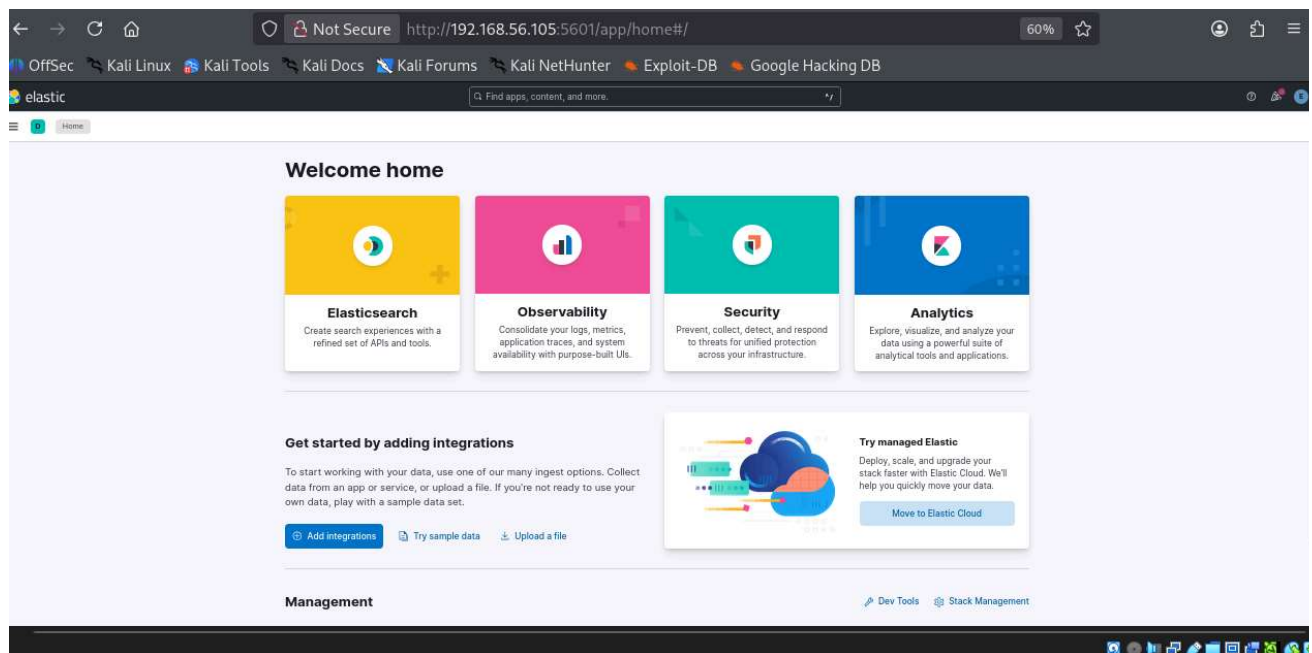 Not Secure http://192.168.56.105:5601/app/home#/ 60%
OffSec Kali Linux Kali Tools Kali Docs Kali Forums Kali NetHunter Exploit-DB Google Hacking DB
elastic Find apps, content, and more. E
D Home
Welcome home
Elasticsearch
Create search experiences with a
refined set of APIs and tools.
Observability
Consolidate your logs, metrics,
application traces, and system
availability with purpose-built UIs.
Security
Prevent, collect, detect, and respond
to threats for unified protection
across your infrastructure.
Analytics
Explore, visualize, and analyze your
data using a powerful suite of
analytical tools and applications.
Get started by adding integrations
To start working with your data, use one of our many ingest options. Collect
data from an app or service, or upload a file. If you're not ready to use your
own data, play with a sample data set.
Add integrations Try sample data Upload a file
Try managed Elastic
Deploy, scale, and upgrade your
stack faster with Elastic Cloud. We'll
help you quickly move your data.
Move to Elastic Cloud
Management Dev Tools Stack Management